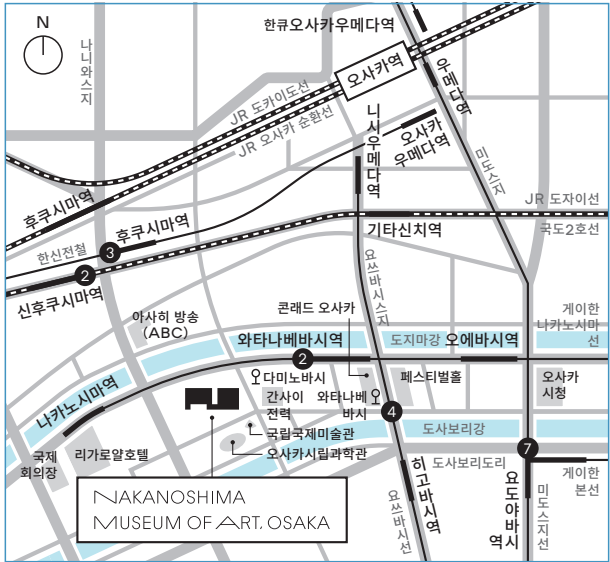 N
나니와스지
한큐오사카우메다역
오사카역
우메다역
JR 도카이도선
JR 오사카 순환선
니시우메다역
오사카
우메다역
미도스지
후쿠시마역
후쿠시마역
3
한신전철
2
신후쿠시마역
기타신치역
JR 도자이선
국도2호선
요쓰바시스지
아사히 방송
(ABC)
콘래드 오사카
와타나베바시역
도지마강
오에바시역
게이한
나카노시마
선
2
나카노시마역
다미노바시
간사이
전력
와타나베
바시
페스티벌홀
오사카
시청
4
국립국제미술관
오사카시립과학관
도사보리강
국제
회의장
리가로얄호텔
도사보리도리
7
게이한
본선
히고바시역
요쓰바시선
요도야바시
역
미도스지선
NAKANOSHIMA
MUSEUM OF ART, OSAKA